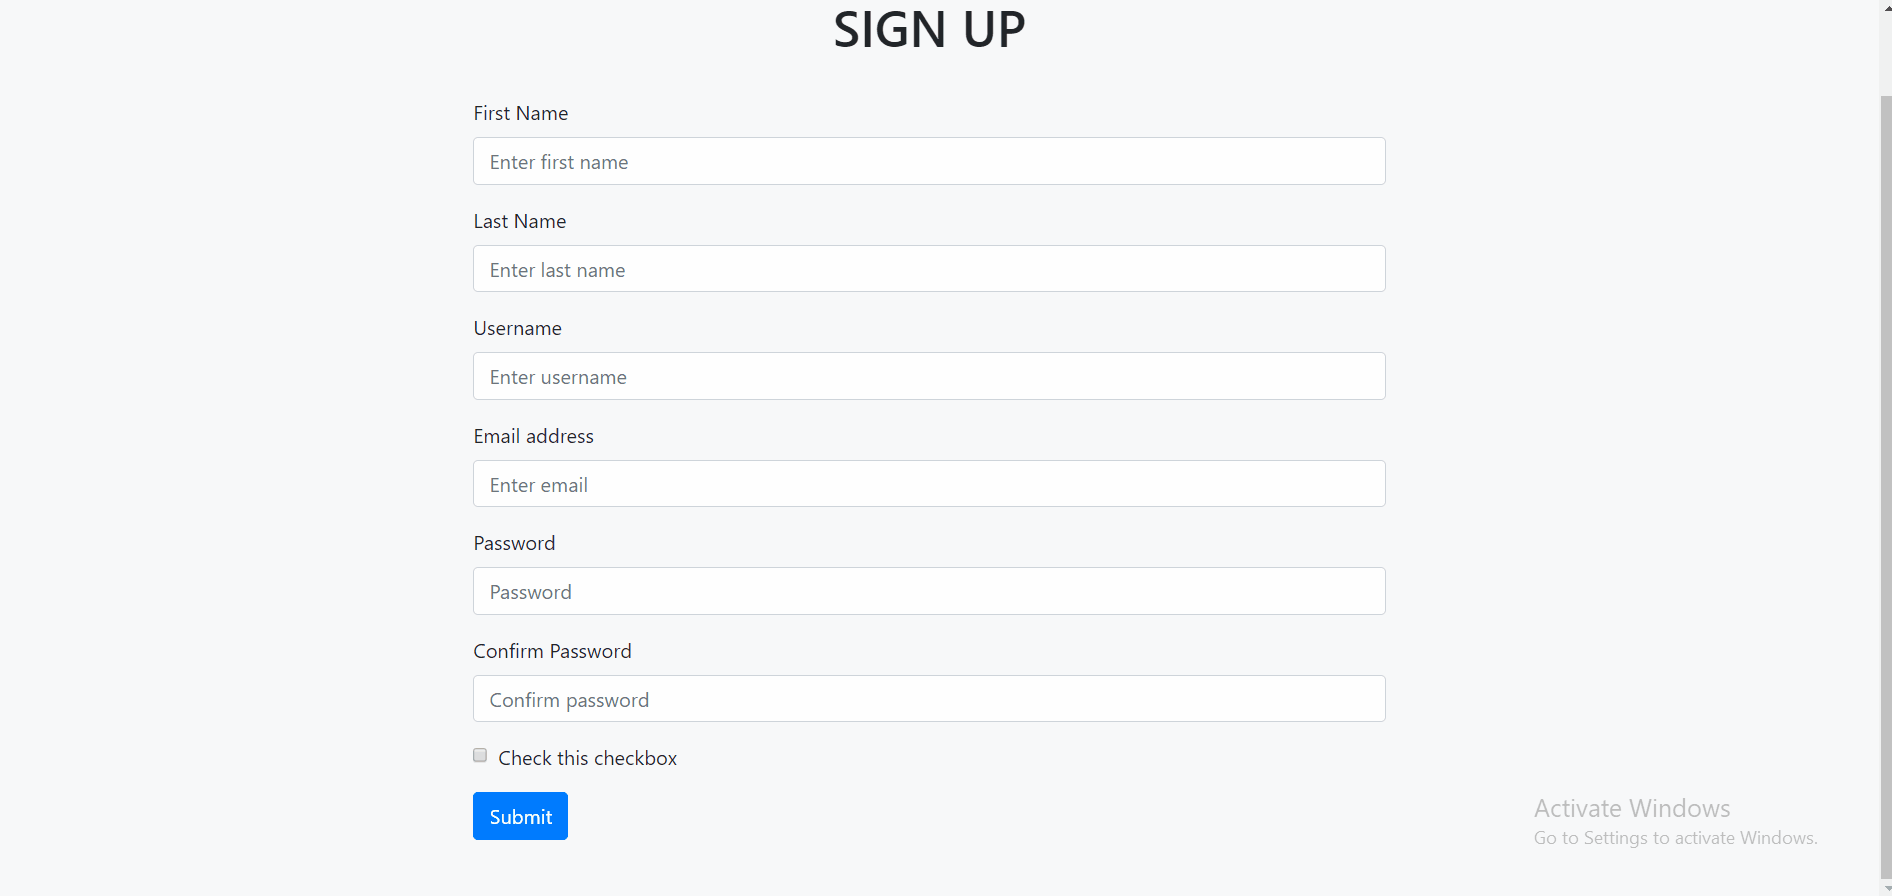 SIGN UP
First Name
Enter first name
Last Name
Enter last name
Username
Enter username
Email address
Enter email
Password
Password
Confirm Password
Confirm password
Check this checkbox
Submit
Activate Windows
Go to Settings to activate Windows.